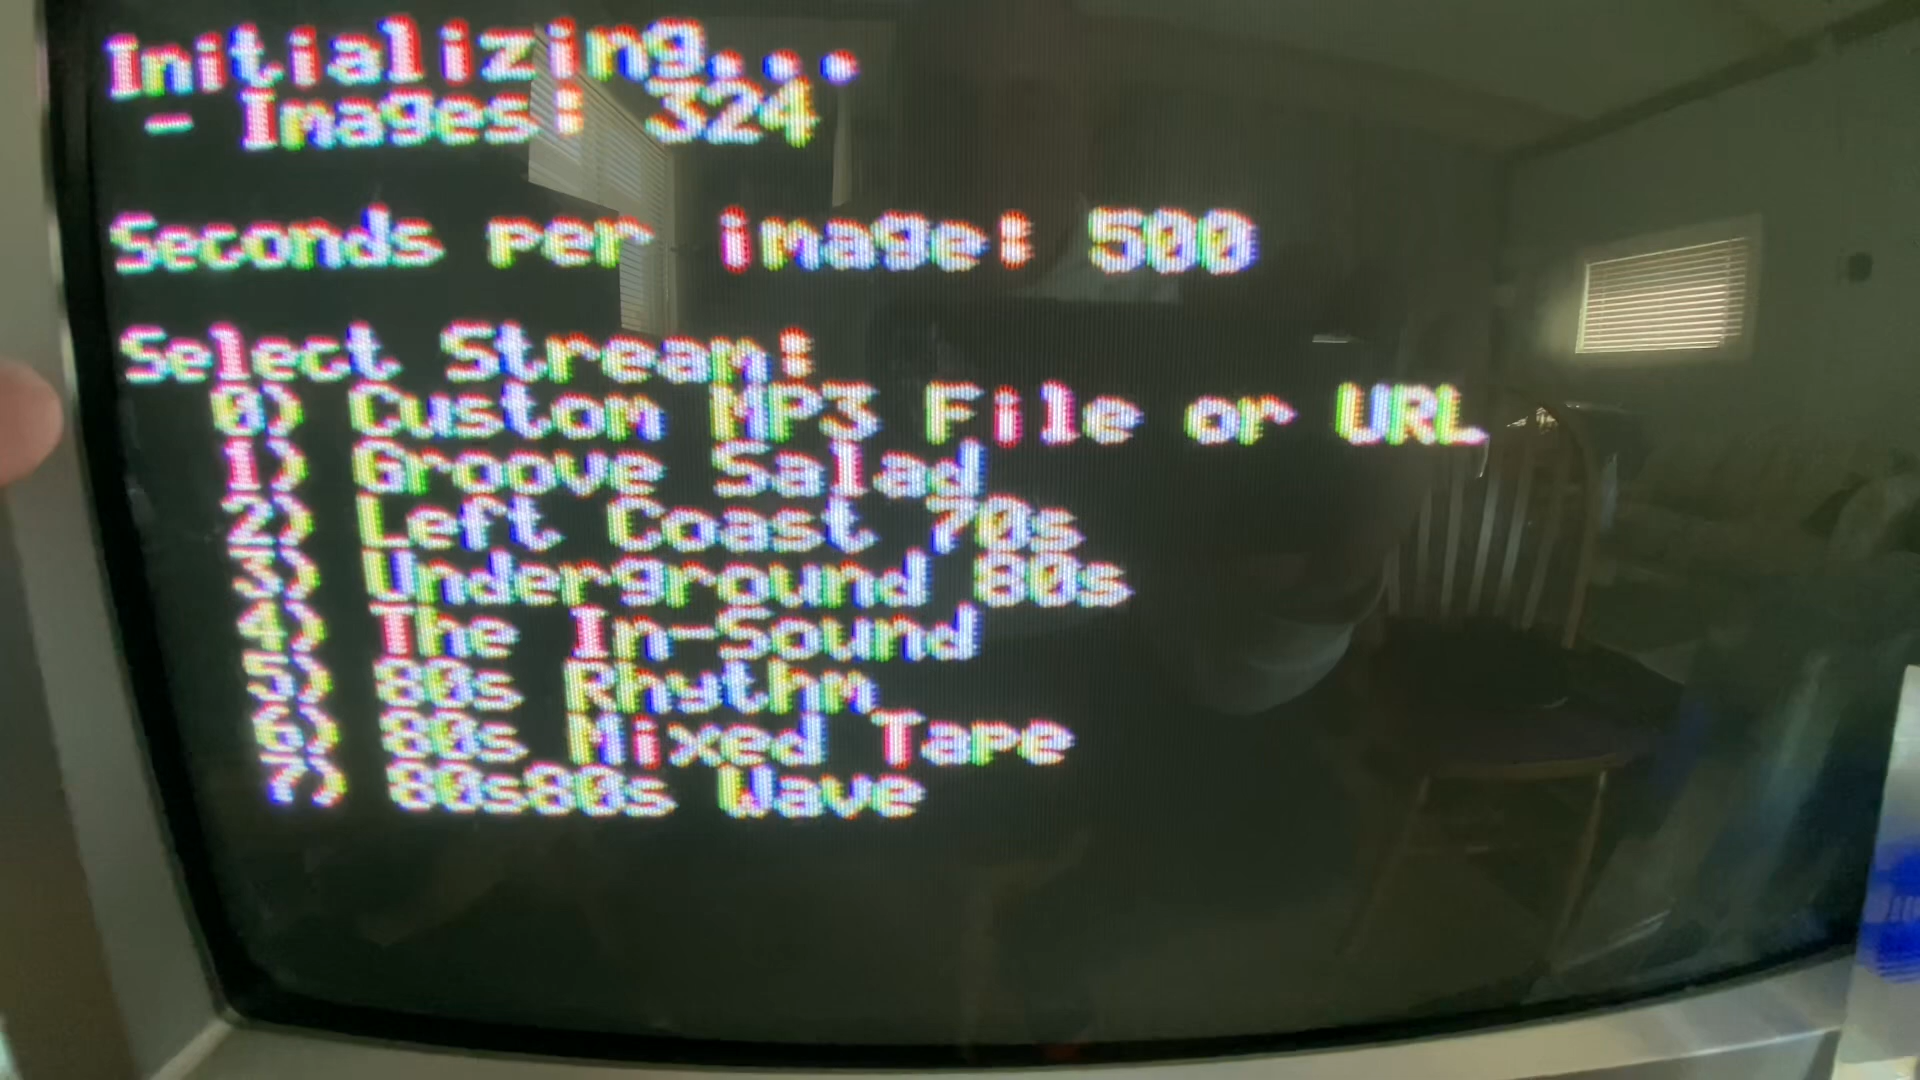 Initializing...
- Images: 324
Seconds per image: 500
Select Stream:
0) Custom MP3 File or URL
1) Groove Salad
2) Left Coast 70s
3) Underground 80s
4) The In-Sound
5) 80s Rhythm
6) 80s Mixed Tape
7) 80s80s Wave